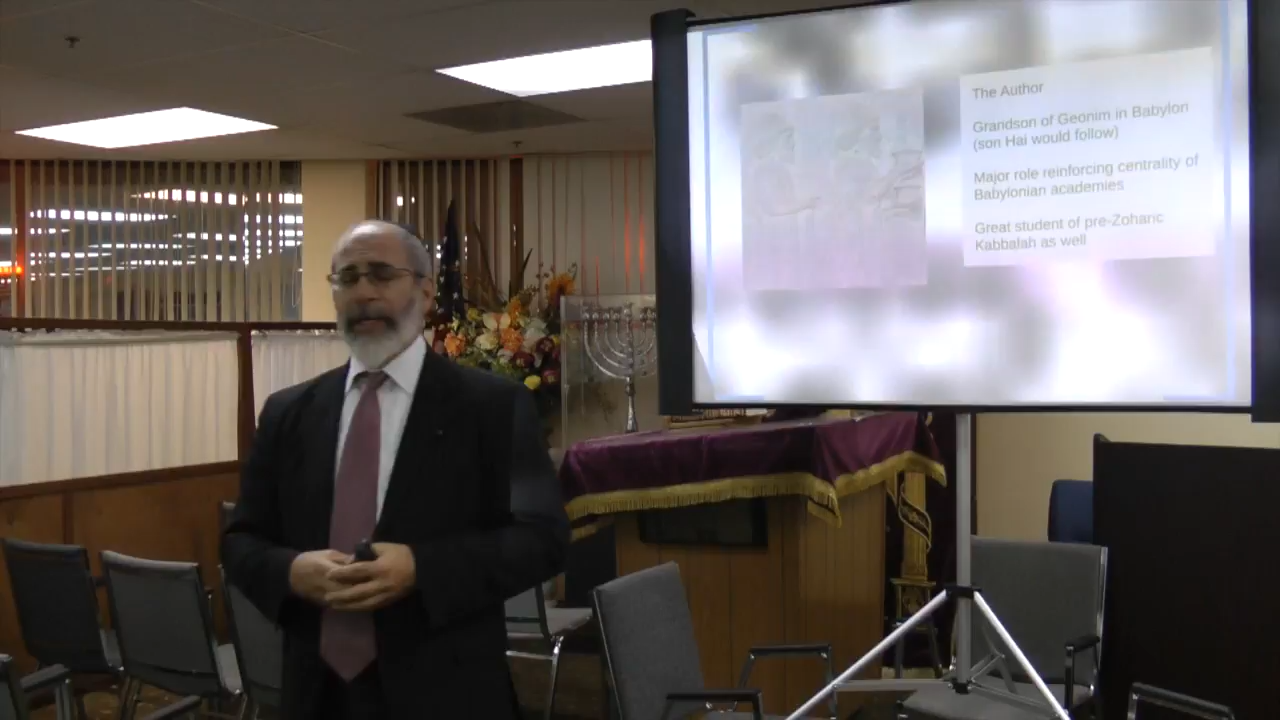 The Author
Grandson of Geonim in Babylon
(son Hai would follow)
Major role reinforcing centrality of
Babylonian academies
Great student of pre-Zoharic
Kabbalah as well